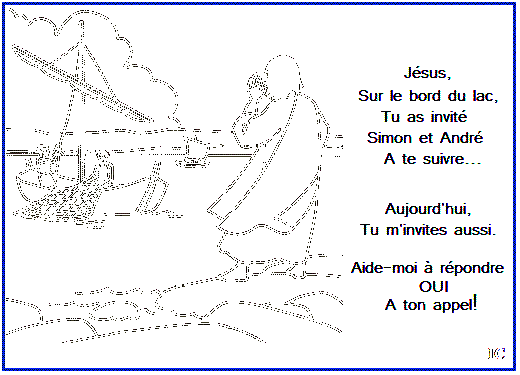 Jésus,
Sur le bord du lac,
Tu as invité
Simon et André
A te suivre...
Aujourd'hui,
Tu m'invites aussi.
Aide-moi à répondre
OUI
A ton appel!